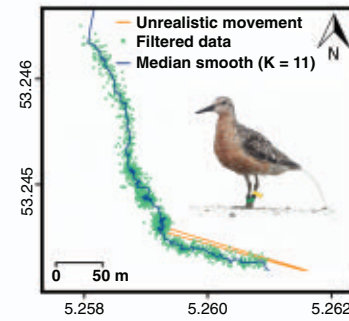 Unrealistic movement
Filtered data
Median smooth (K = 11)
N
53.246
53.245
0 50 m
5.258 5.260 5.262